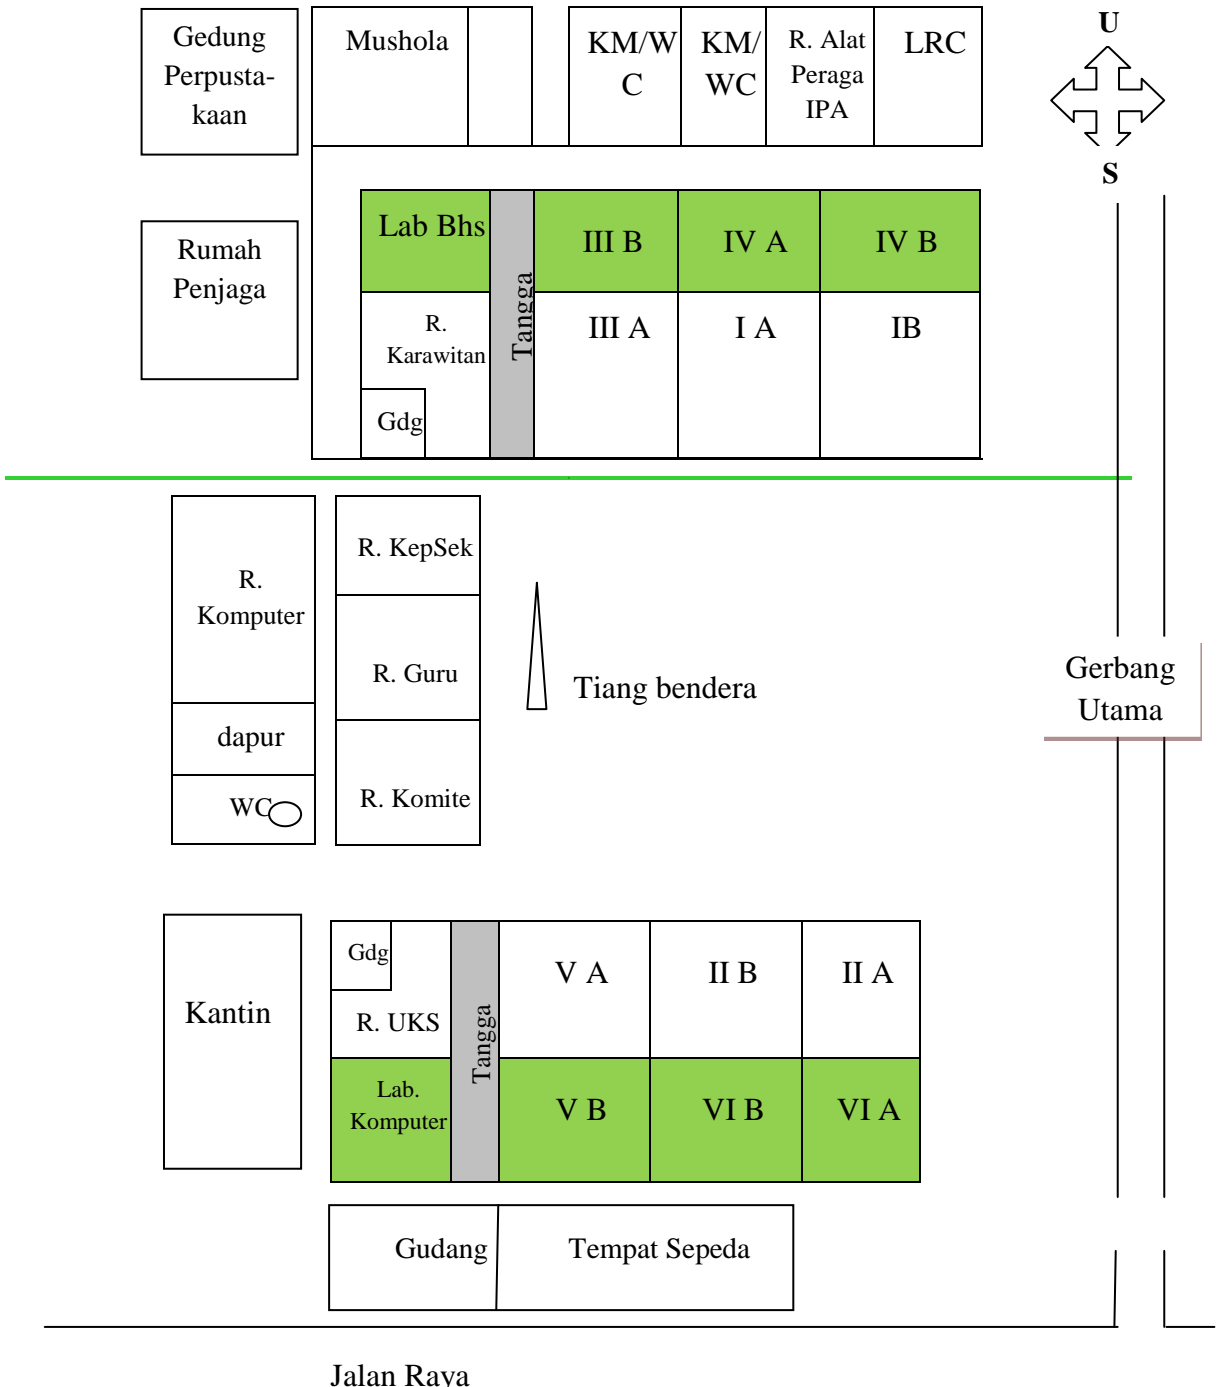 Gedung
Perpusta-
kaan
Mushola
KM/W
C
KM/
WC
R. Alat
Peraga
IPA
LRC
U
S
Rumah
Penjaga
Lab Bhs
Tangga
III B
IV A
IV B
R.
Karawitan
Gdg
III A
I A
IB
R.
Komputer
dapur
WC
R. KepSek
R. Guru
R. Komite
Tiang bendera
Gerbang
Utama
Kantin
Gdg
R. UKS
Tangga
V A
II B
II A
Lab.
Komputer
V B
VI B
VI A
Gudang
Tempat Sepeda
Jalan Raya